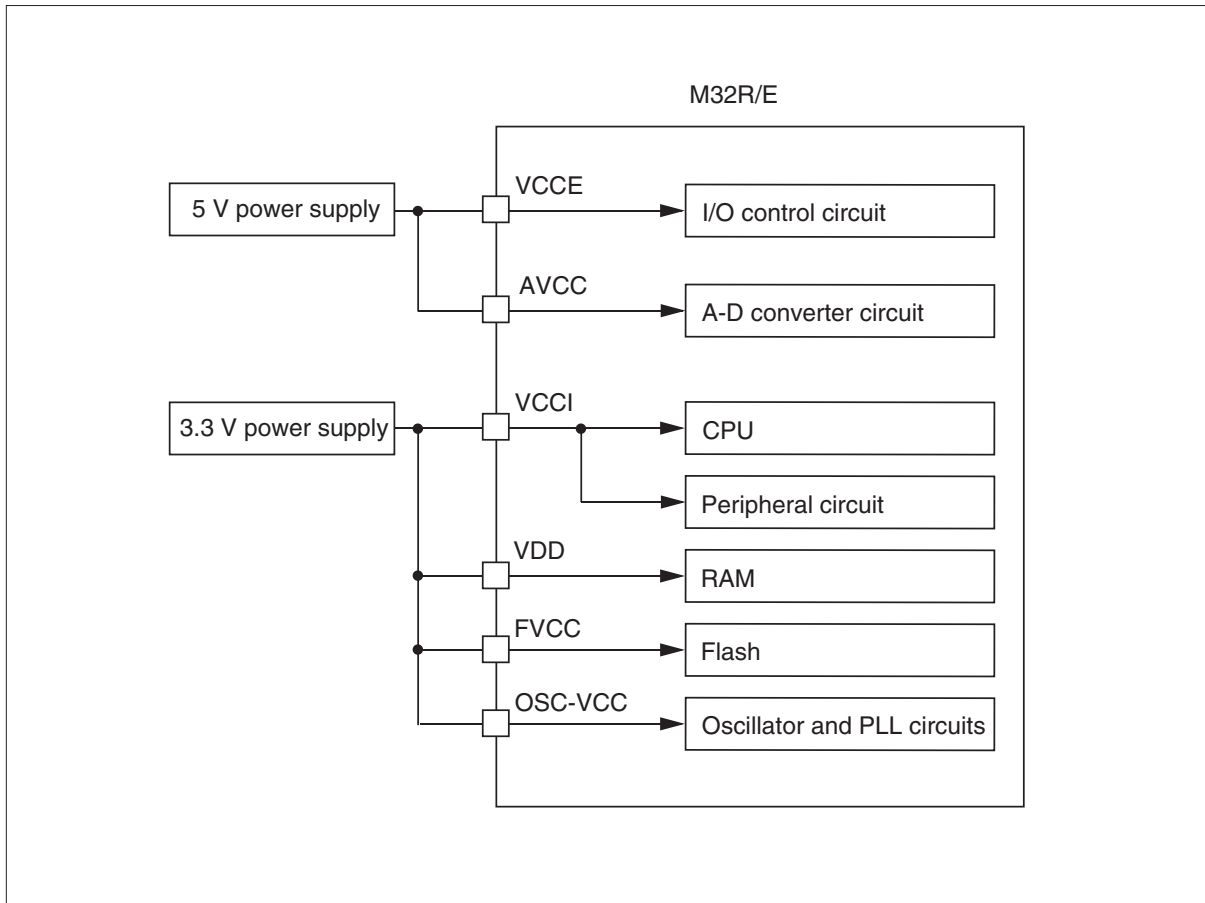 M32R/E
VCCE
5 V power supply
I/O control circuit
AVCC
A-D converter circuit
VCCI
3.3 V power supply
CPU
Peripheral circuit
VDD
RAM
FVCC
Flash
OSC-VCC
Oscillator and PLL circuits